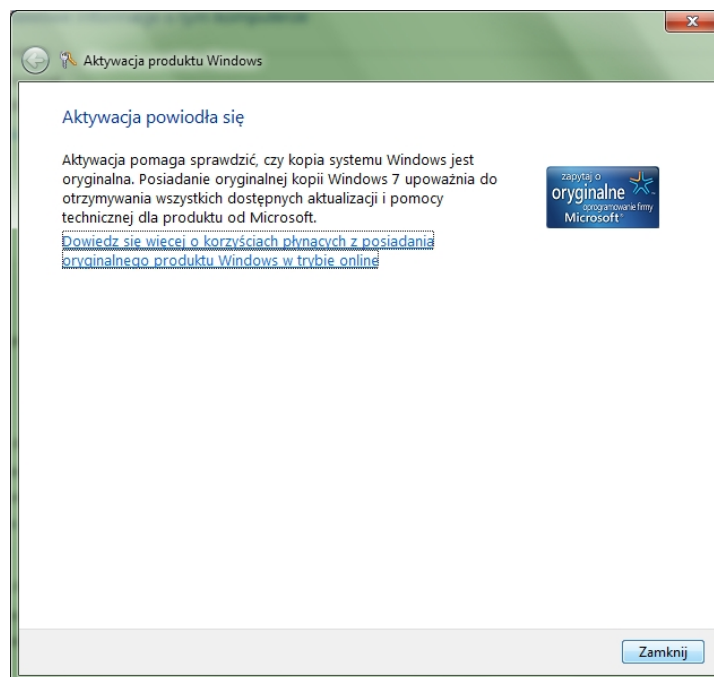 Aktywacja produktu Windows
Aktywacja powiodła się
Aktywacja pomaga sprawdzić, czy kopia systemu Windows jest
oryginalna. Posiadanie oryginalnej kopii Windows 7 upoważnia do
otrzymywania wszystkich dostępnych aktualizacji i pomocy
technicznej dla produktu od Microsoft.
Dowiedz się więcej o korzyściach płynących z posiadania
oryginalnego produktu Windows w trybie online
zapytaj o
oryginalne
oprogramowanie firmy
Microsoft®
Zamknij